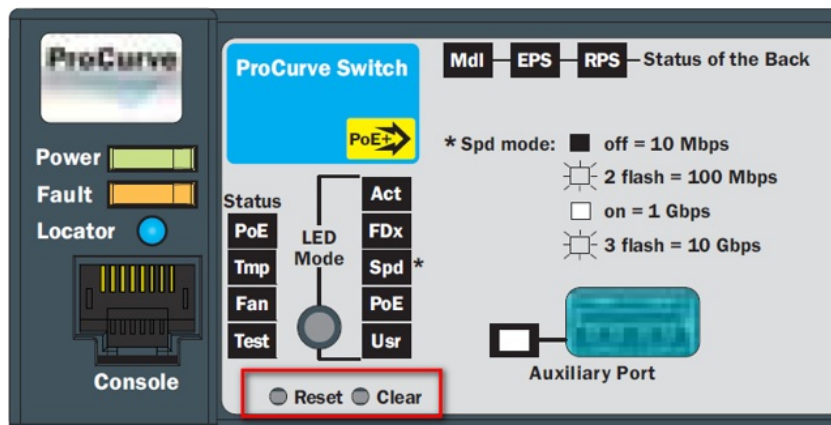 ProCurve
Power
Fault
Locator
Console
ProCurve Switch
PoE+
Mdl EPS RPS Status of the Back
* Spd mode: off = 10 Mbps
2 flash = 100 Mbps
on = 1 Gbps
3 flash = 10 Gbps
Status
PoE
Tmp
Fan
Test
LED
Mode
Act
FDx
Spd *
PoE
Usr
Reset Clear
Auxiliary Port